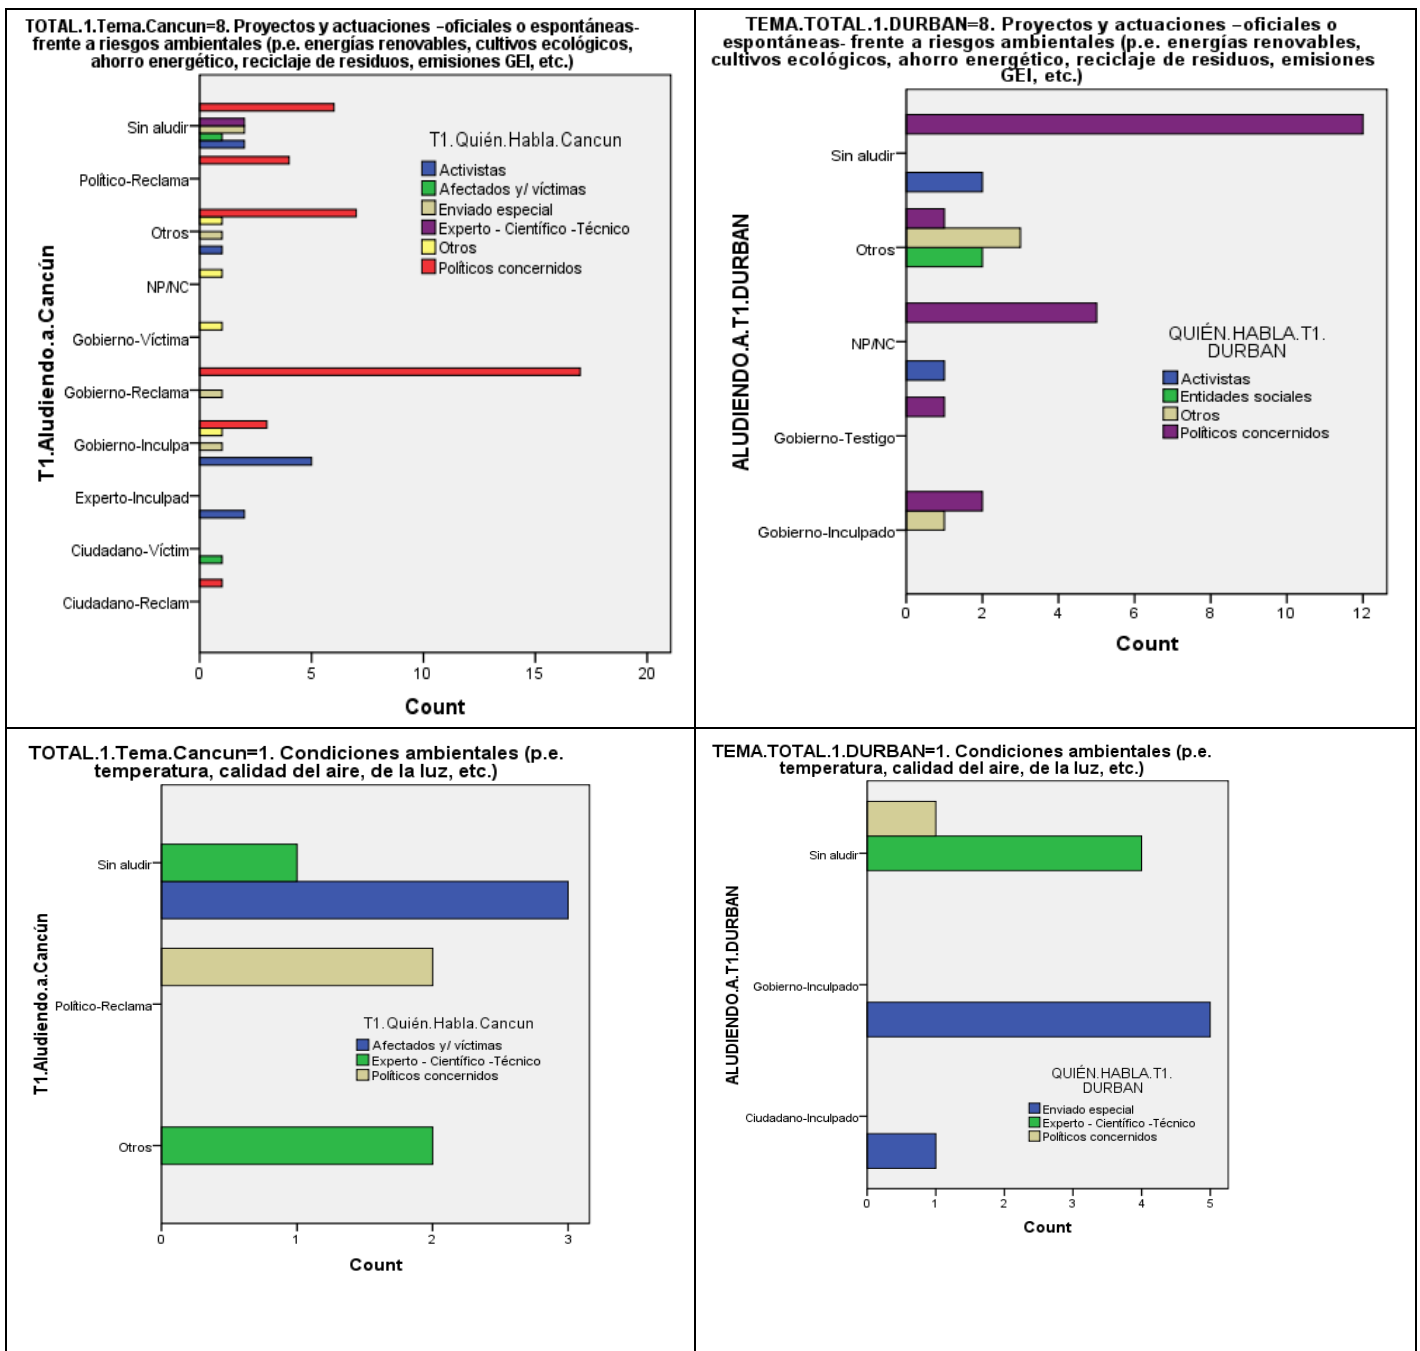 TOTAL.1.Tema.Cancun=8. Proyectos y actuaciones –oficiales o espontáneas-
frente a riesgos ambientales (p.e. energías renovables, cultivos ecológicos,
ahorro energético, reciclaje de residuos, emisiones GEI, etc.)
T1.Aludiendo.a.Cancún
Sin aludir
Político-Reclama
Otros
NP/NC
Gobierno-Víctima
Gobierno-Reclama
Gobierno-Inculpa
Experto-Inculpad
Ciudadano-Víctim
Ciudadano-Reclam
T1.Quién.Habla.Cancun
Activistas
Afectados y/ víctimas
Enviado especial
Experto - Científico -Técnico
Otros
Políticos concernidos
0 5 10 15 20
Count
TEMA.TOTAL.1.DURBAN=8. Proyectos y actuaciones –oficiales o
espontáneas- frente a riesgos ambientales (p.e. energías renovables,
cultivos ecológicos, ahorro energético, reciclaje de residuos, emisiones
GEI, etc.)
ALUDIENDO.A.T1.DURBAN
Sin aludir
Otros
NP/NC
Gobierno-Testigo
Gobierno-Inculpado
QUIÉN.HABLA.T1.
DURBAN
Activistas
Entidades sociales
Otros
Políticos concernidos
0 2 4 6 8 10 12
Count
TOTAL.1.Tema.Cancun=1. Condiciones ambientales (p.e.
temperatura, calidad del aire, de la luz, etc.)
T1.Aludiendo.a.Cancún
Sin aludir
Político-Reclama
Otros
T1.Quién.Habla.Cancun
Afectados y/ víctimas
Experto - Científico -Técnico
Políticos concernidos
0 1 2 3
Count
TEMA.TOTAL.1.DURBAN=1. Condiciones ambientales (p.e.
temperatura, calidad del aire, de la luz, etc.)
ALUDIENDO.A.T1.DURBAN
Sin aludir
Gobierno-Inculpado
Ciudadano-Inculpado
QUIÉN.HABLA.T1.
DURBAN
Enviado especial
Experto - Científico -Técnico
Políticos concernidos
0 1 2 3 4 5
Count